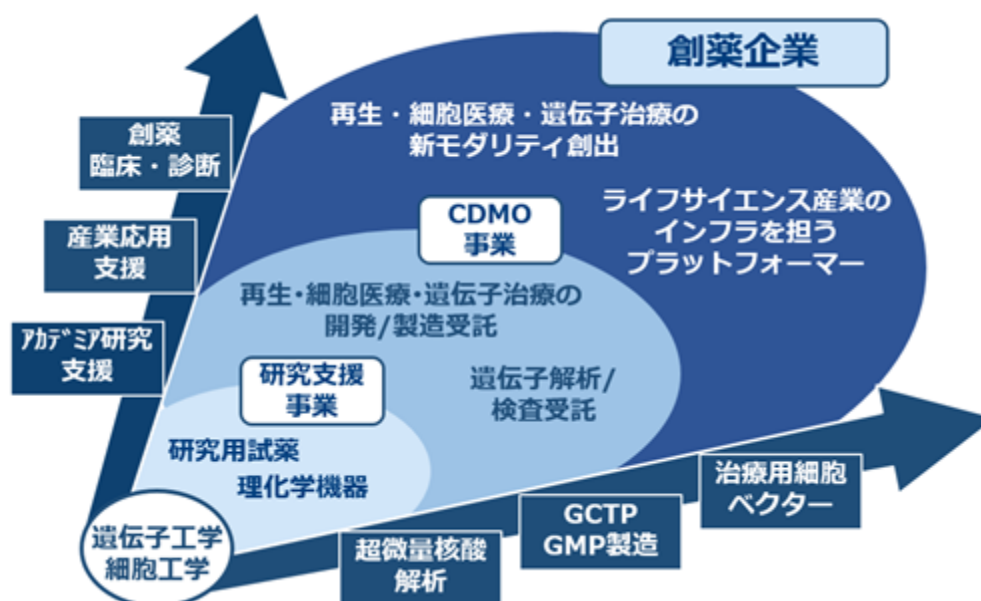 創薬企業
再生・細胞医療・遺伝子治療の
新モダリティ創出
ライフサイエンス産業の
インフラを担う
プラットフォーマー
CDMO
事業
再生・細胞医療・遺伝子治療の
開発/製造受託
遺伝子解析/
検査受託
研究支援
事業
研究用試薬
理化学機器
創薬
臨床・診断
産業応用
支援
ｱｶﾃﾞﾐｱ研究
支援
遺伝子工学
細胞工学
超微量核酸
解析
GCTP
GMP製造
治療用細胞
ベクター